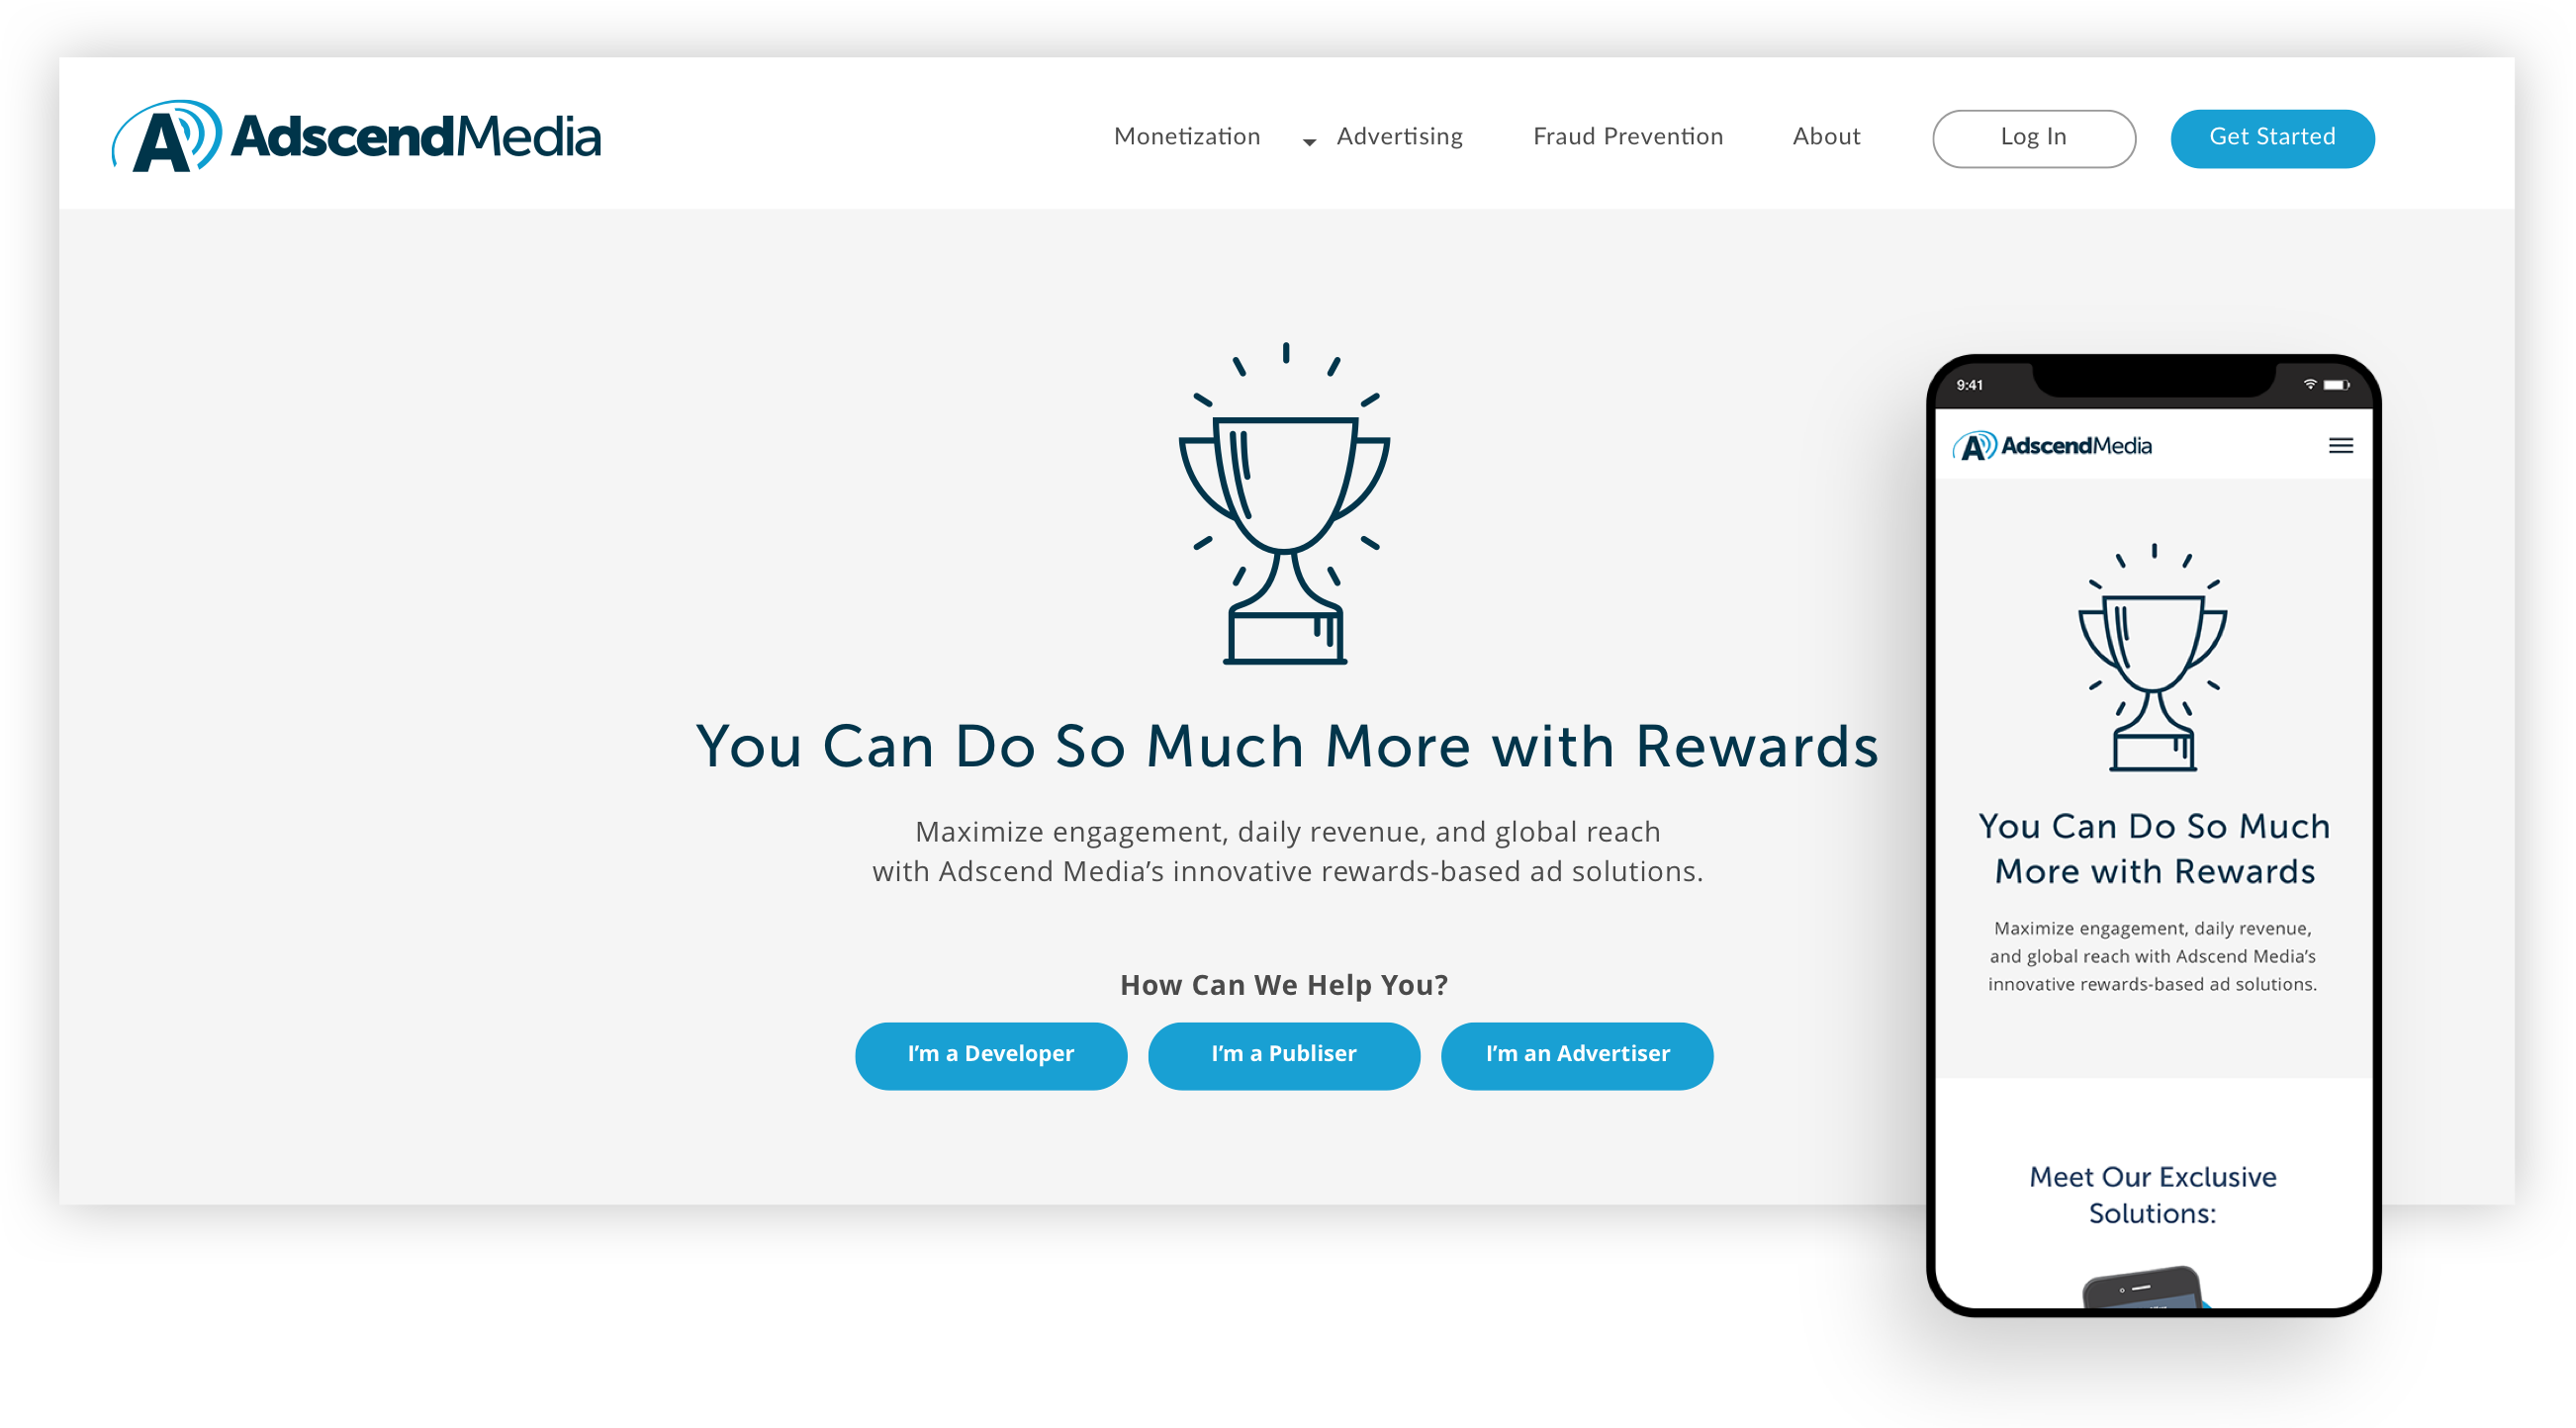 AdscendMedia
Monetization Advertising Fraud Prevention About Log In Get Started
You Can Do So Much More with Rewards
Maximize engagement, daily revenue, and global reach
with Adscend Media’s innovative rewards-based ad solutions.
How Can We Help You?
I’m a Developer I’m a Publiser I’m an Advertiser
9:41
AdscendMedia
You Can Do So Much
More with Rewards
Maximize engagement, daily revenue,
and global reach with Adscend Media’s
innovative rewards-based ad solutions.
Meet Our Exclusive
Solutions: